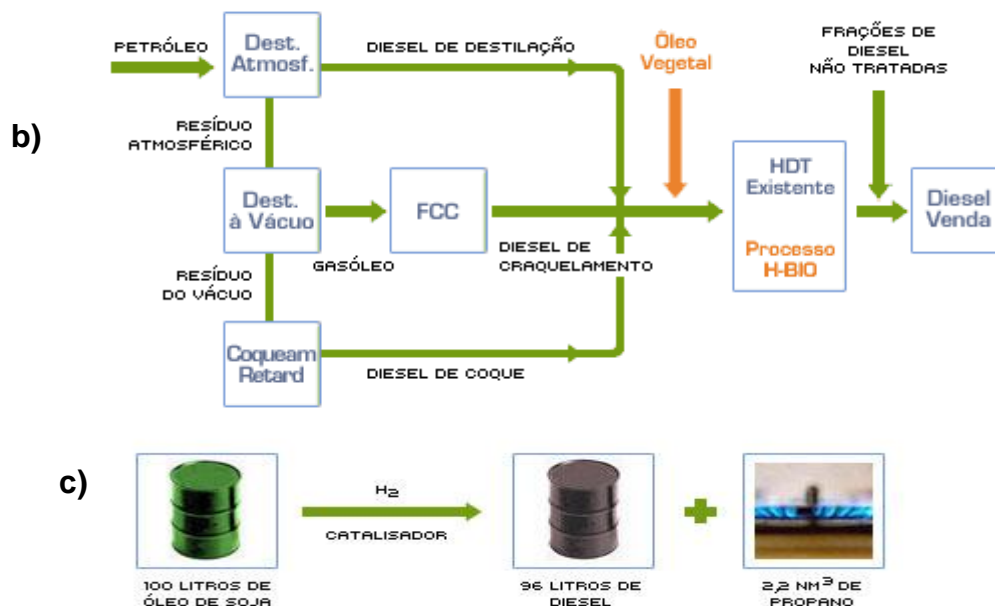 b)
PETRÓLEO
Dest.
Atmosf.
DIESEL DE DESTILAÇÃO
Óleo
Vegetal
FRAÇÕES DE
DIESEL
NÃO TRATADAS
RESÍDUO
ATMOSFÉRICO
Dest.
à Vácuo
GASÓLEO
FCC
DIESEL DE
CRAQUELAMENTO
HDT
Existente
Processo
H-BIO
Diesel
Venda
RESÍDUO
DO VÁCUO
Coqueam
Retard
DIESEL DE COQUE
c)
H2
CATALISADOR
100 LITROS DE
ÓLEO DE SOJA
96 LITROS DE
DIESEL
2,2 NM³ DE
PROPANO